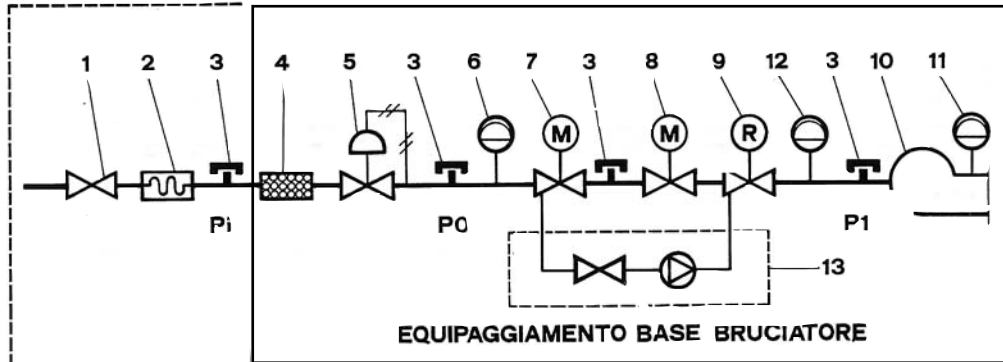 1 2 3 4 5 3 6 7 3 8 9 12 3 10 11
M M R
Pi P0 P1
13
EQUIPAGGIAMENTO BASE BRUCIATORE